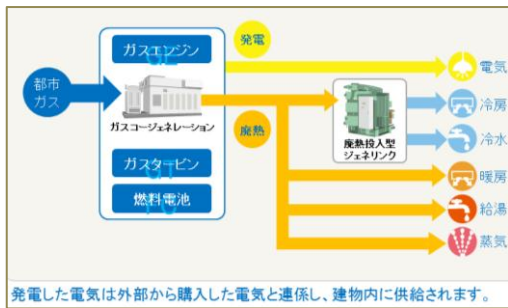 ガスエンジン
発電
電気
都市
ガス
ガスコージェネレーション
廃熱
廃熱投入型
ジェネリンク
冷房
冷水
ガスタービン
暖房
燃料電池
給湯
蒸気
発電した電気は外部から購入した電気と連係し、建物内に供給されます。